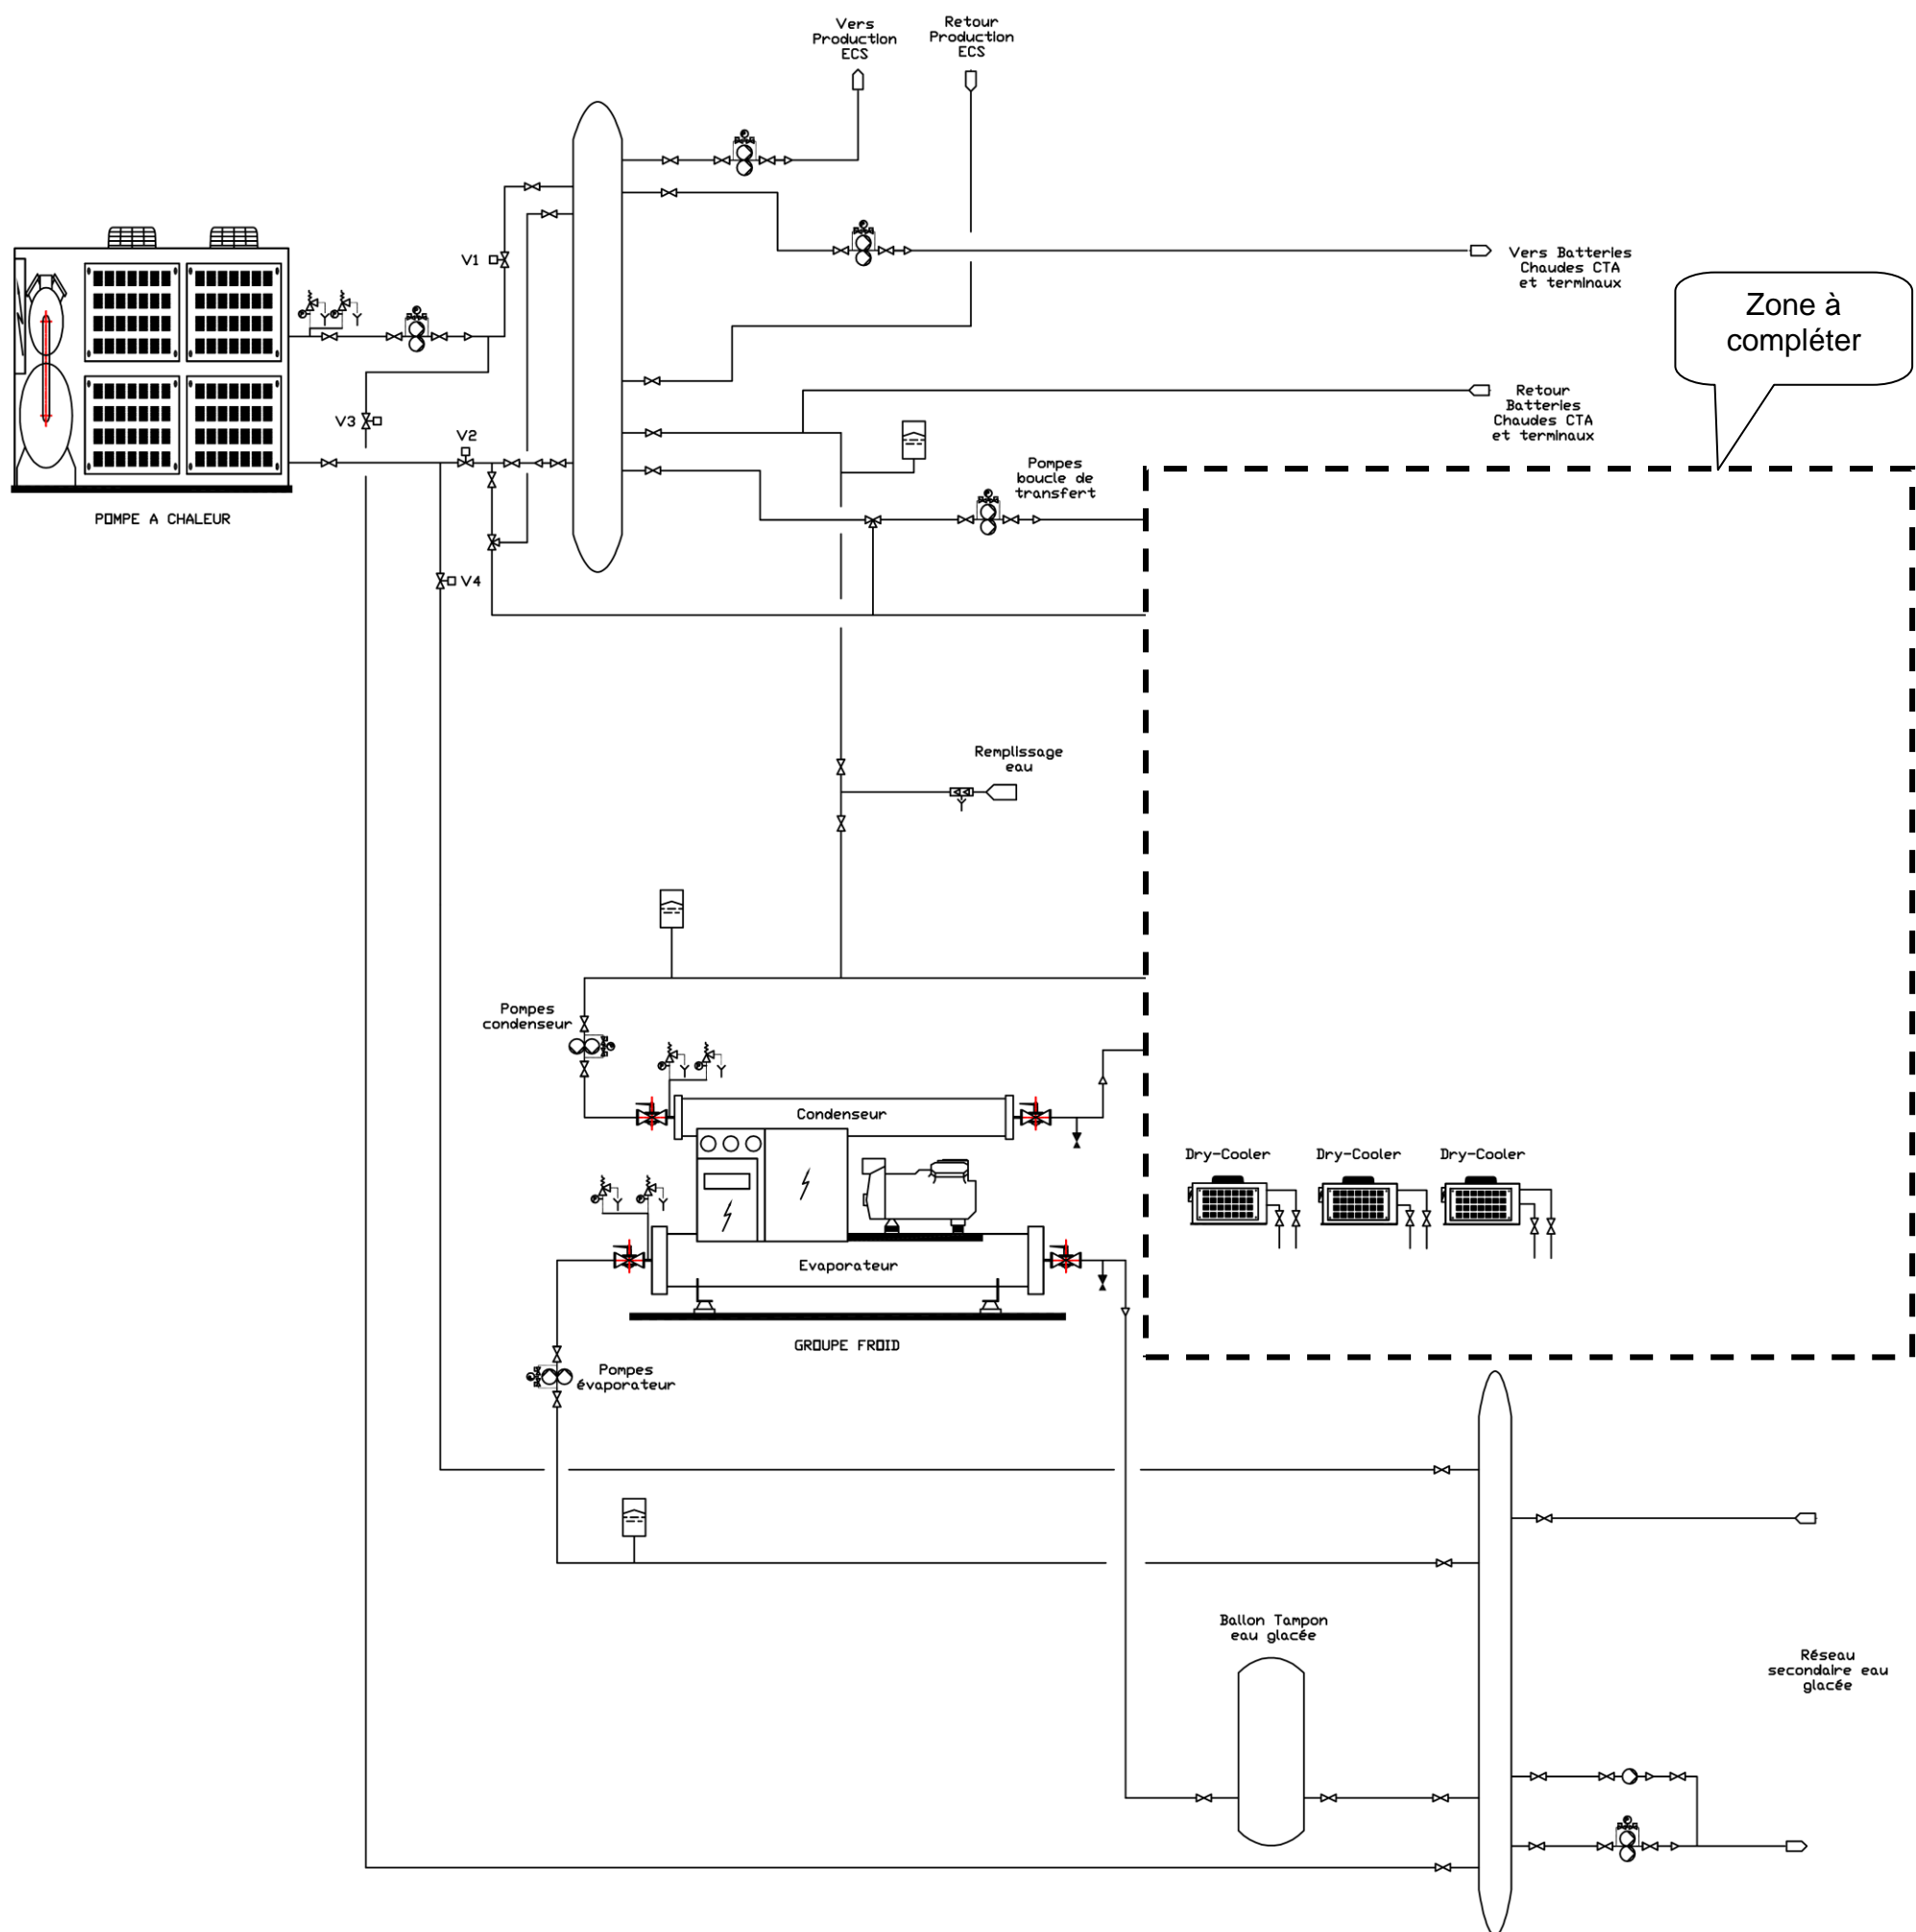 Vers
Production
ECS
Retour
Production
ECS
V1
Vers Batteries
Chaudes CTA
et terminaux
Zone à
compléter
V3
V2
Retour
Batteries
Chaudes CTA
et terminaux
Pompes
boucle de
transfert
POMPE A CHALEUR
V4
Remplissage
eau
Pompes
condenseur
Condenseur
Dry-Cooler
Dry-Cooler
Dry-Cooler
Evaporateur
GROUPE FROID
Pompes
évaporateur
Ballon Tampon
eau glacée
Réseau
secondaire eau
glacée